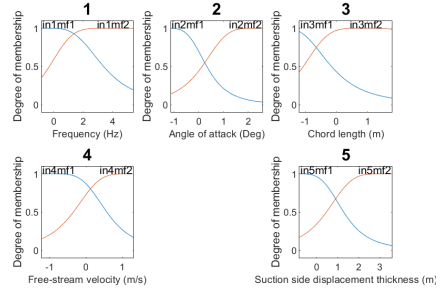 1
in1mf1 in1mf2
Degree of membership
1
0.5
0
0 2 4
Frequency (Hz)
2
in2mf1 in2mf2
Degree of membership
1
0.5
0
-1 0 1 2
Angle of attack (Deg)
3
in3mf1 in3mf2
Degree of membership
1
0.5
0
-1 0 1
Chord length (m)
4
in4mf1 in4mf2
Degree of membership
1
0.5
0
-1 0 1
Free-stream velocity (m/s)
5
in5mf1 in5mf2
Degree of membership
1
0.5
0
0 1 2 3
Suction side displacement thickness (m)